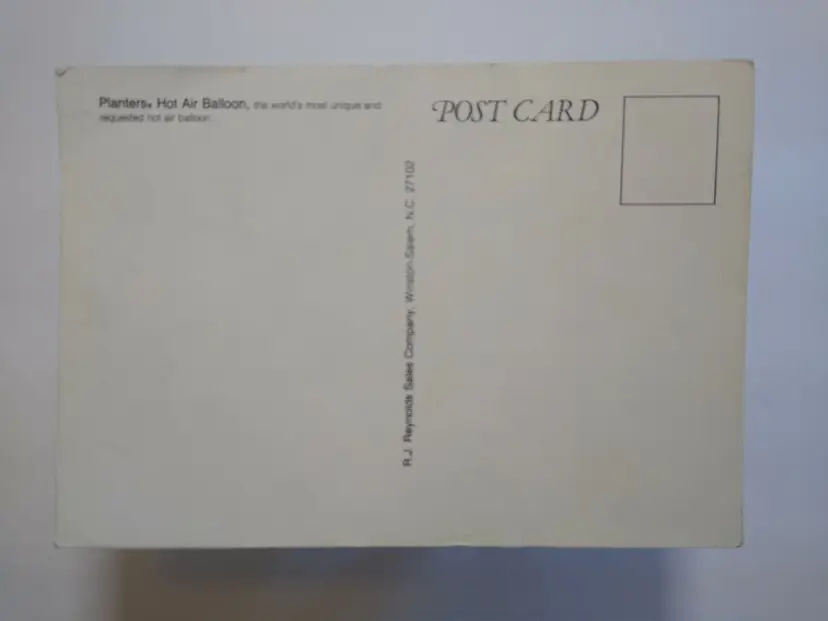 Planters® Hot Air Balloon, the world's most unique and
requested hot air balloon.
POST CARD
R.J. Reynolds Sales Company, Winston-Salem, N.C. 27102